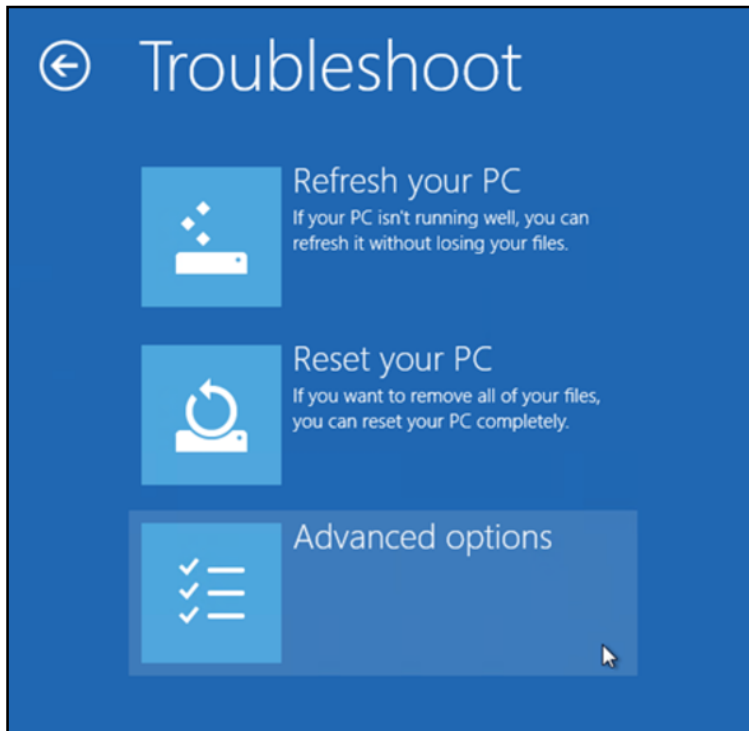 Troubleshoot
Refresh your PC
If your PC isn't running well, you can
refresh it without losing your files.
Reset your PC
If you want to remove all of your files,
you can reset your PC completely.
Advanced options